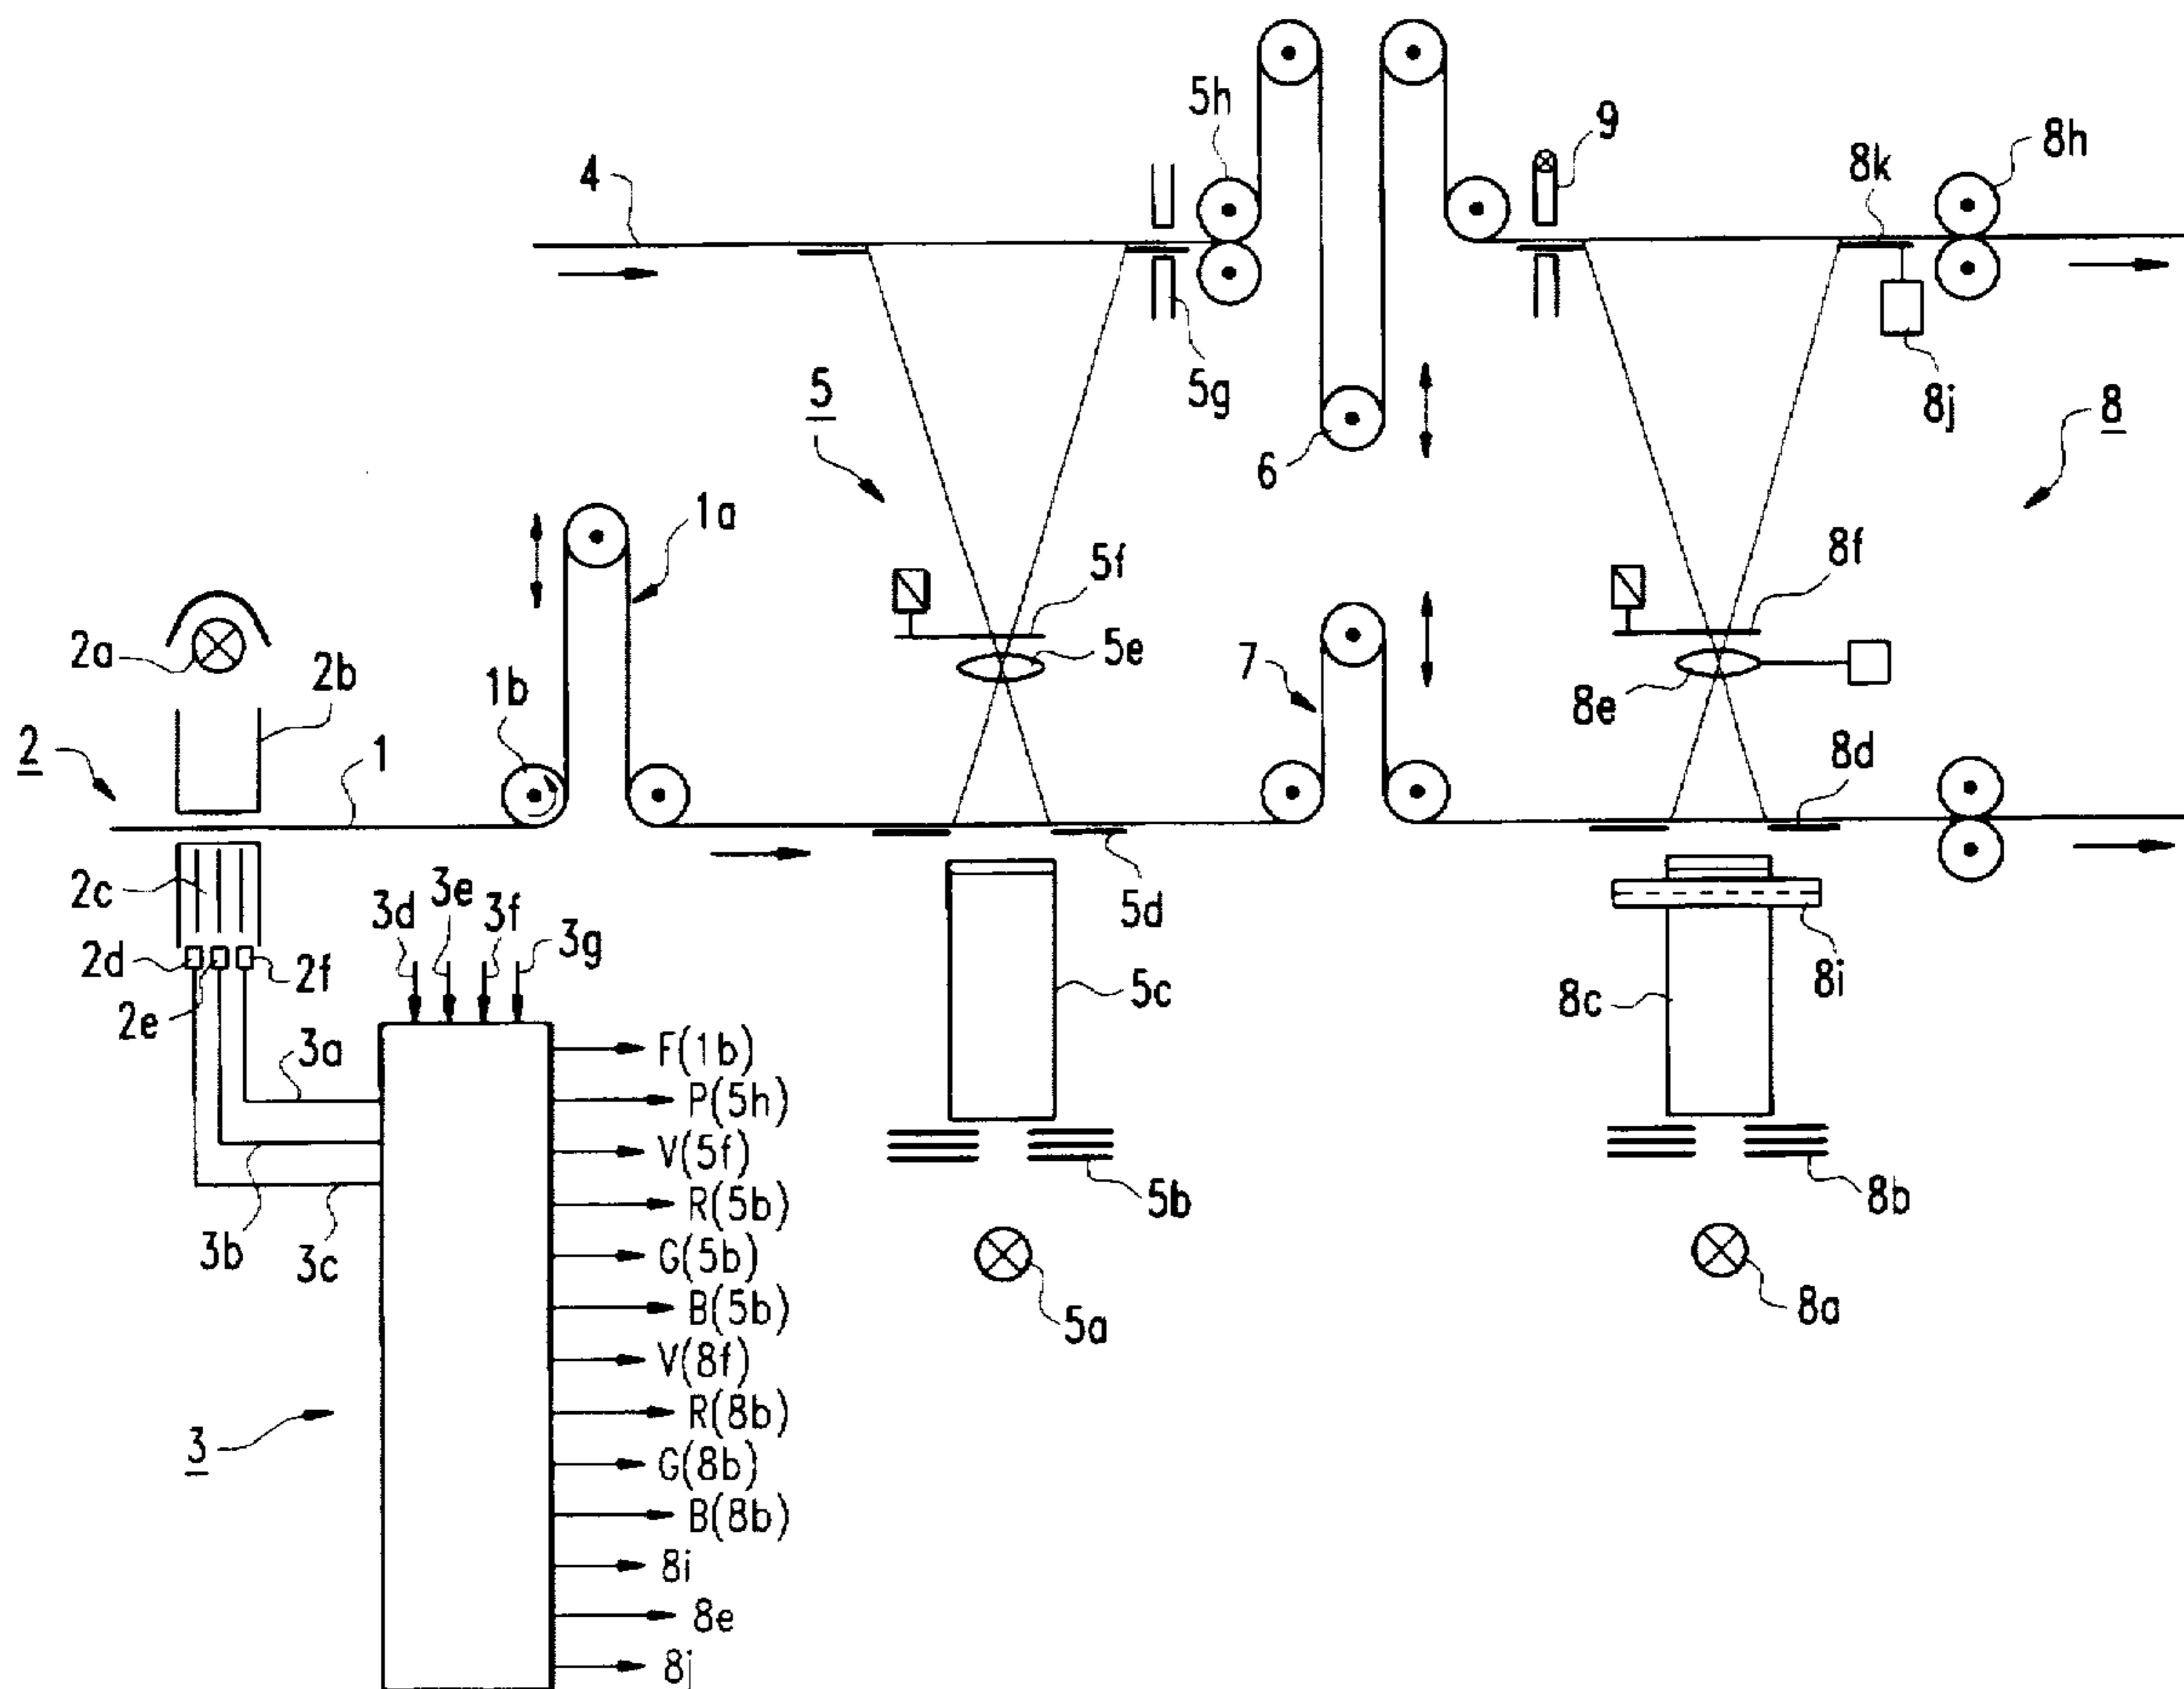 5h
9
8h
4
8k
5g
8j
5
8
6
1a
5f
8f
2a
5e
7
2b
1b
8e
2
1
8d
2c
3d
3e
3f
3g
5d
2d
2f
5c
8c
8i
2e
3a
F(1b)
P(5h)
V(5f)
R(5b)
5b
8b
3b
3c
G(5b)
B(5b)
5a
8a
V(8f)
R(8b)
3
G(8b)
B(8b)
8i
8e
8j